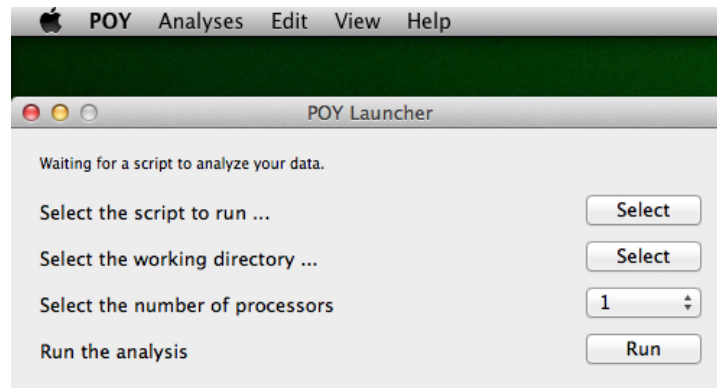 POY Analyses Edit View Help
POY Launcher
Waiting for a script to analyze your data.
Select the script to run ... Select
Select the working directory ... Select
Select the number of processors 1
Run the analysis Run